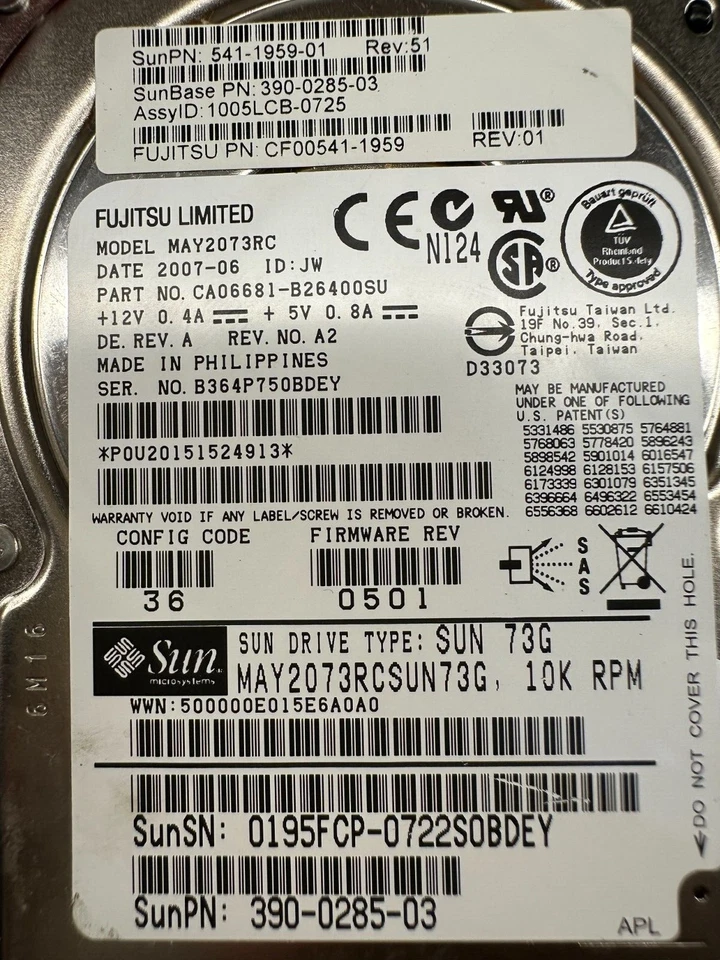 SunPN: 541-1959-01 Rev:51
SunBase PN: 390-0285-03
AssyID:1005LCB-0725
FUJITSU PN: CF00541-1959 REV:01
FUJITSU LIMITED
MODEL MAY2073RC
DATE 2007-06 ID:JW
PART NO. CA06681-B26400SU
+12V 0.4A + 5V 0.8A
DE. REV. A REV. NO. A2
MADE IN PHILIPPINES
SER. NO. B364P750BDEY
CE N124
SA®
Bauart geprüft
TÜV
Rheinland
Product Safety
Type approved
Fujitsu Taiwan Ltd.
19F No.39, Sec.1,
Chung-hwa Road,
Taipei, Taiwan
D33073
MAY BE MANUFACTURED
UNDER ONE OF FOLLOWING
U.S. PATENT(S)
5331486 5530875 5764881
5768063 5778420 5896243
5898542 5901014 6016547
6124998 6128153 6157506
6173339 6301079 6351345
6396664 6496322 6553454
6556368 6602612 6610424
*P0U20151524913*
WARRANTY VOID IF ANY LABEL/SCREW IS REMOVED OR BROKEN.
CONFIG CODE FIRMWARE REV
36 0501
SAS
Sun
microsystems
SUN DRIVE TYPE: SUN 73G
MAY2073RCSUN73G, 10K RPM
WWN:500000E015E6A0A0
SunSN: 0195FCP-0722S0BDEY
SunPN: 390-0285-03
APL
DO NOT COVER THIS HOLE.
6M16